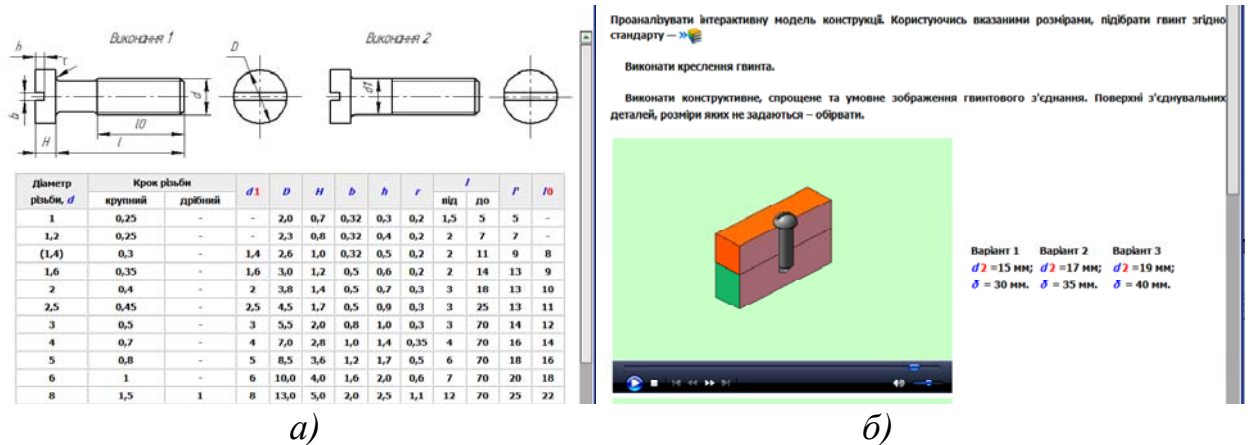 Виконання 1
Виконання 2
h
r
D
b
d
d1
l0
H
l
Діаметр різьби, d
Крок різьби
крупний
дрібний
d1
D
H
b
h
r
l
від
до
l'
l0
1 0,25 - - 2,0 0,7 0,32 0,3 0,2 1,5 5 5 -
1,2 0,25 - - 2,3 0,8 0,32 0,4 0,2 2 7 7 -
(1,4) 0,3 - 1,4 2,6 1,0 0,32 0,5 0,2 2 11 9 8
1,6 0,35 - 1,6 3,0 1,2 0,5 0,6 0,2 2 14 13 9
2 0,4 - 2 3,8 1,4 0,5 0,7 0,3 3 18 13 10
2,5 0,45 - 2,5 4,5 1,7 0,5 0,9 0,3 3 25 13 11
3 0,5 - 3 5,5 2,0 0,8 1,0 0,3 3 70 14 12
4 0,7 - 4 7,0 2,8 1,0 1,4 0,35 4 70 16 14
5 0,8 - 5 8,5 3,6 1,2 1,7 0,5 6 70 18 16
6 1 - 6 10,0 4,0 1,6 2,0 0,6 7 70 20 18
8 1,5 1 8 13,0 5,0 2,0 2,5 1,1 12 70 25 22
а)
Проаналізувати інтерактивну модель конструкції. Користуючись вказаними розмірами, підібрати гвинт згідно
стандарту — »
Виконати креслення гвинта.
Виконати конструктивне, спрощене та умовне зображення гвинтового з'єднання. Поверхні з'єднувальних
деталей, розміри яких не задаються – обірвати.
Варіант 1 Варіант 2 Варіант 3
d2 =15 мм; d2 =17 мм; d2 =19 мм;
δ = 30 мм. δ = 35 мм. δ = 40 мм.
б)